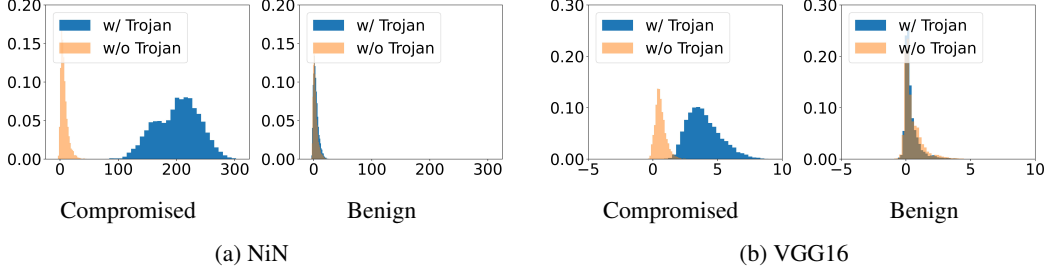 0.20
0.15
0.10
0.05
0.00
w/ Trojan
w/o Trojan
0 100 200 300
Compromised
0.20
0.15
0.10
0.05
0.00
w/ Trojan
w/o Trojan
0 100 200 300
Benign
(a) NiN
0.30
0.20
0.10
0.00
w/ Trojan
w/o Trojan
−5 0 5 10
Compromised
0.30
0.20
0.10
0.00
w/ Trojan
w/o Trojan
−5 0 5 10
Benign
(b) VGG16